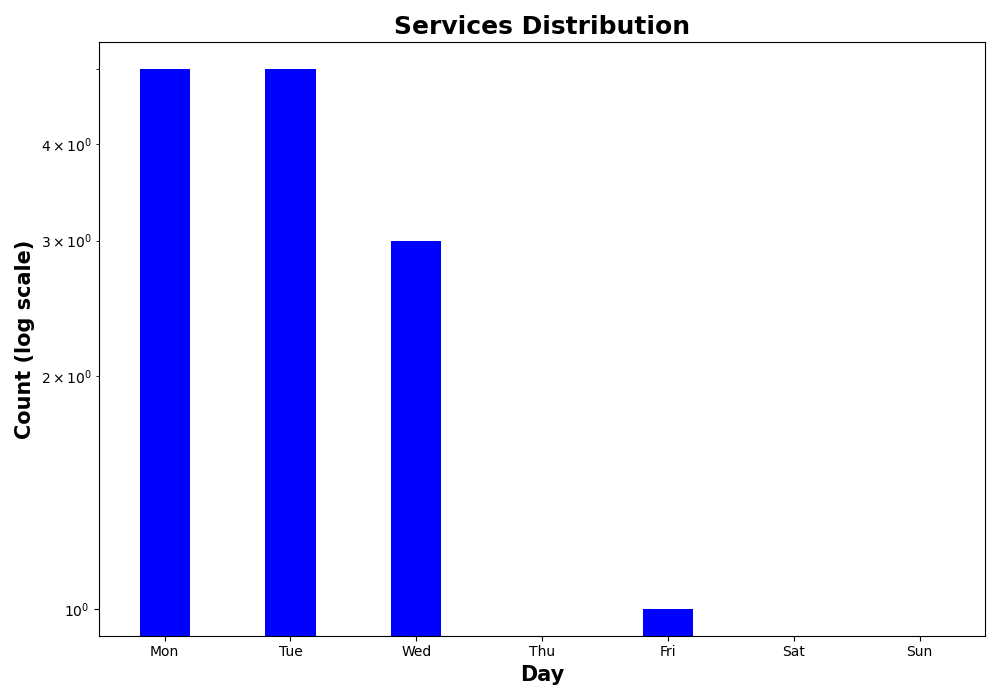 Services Distribution
Count (log scale)
4 × 10⁰
3 × 10⁰
2 × 10⁰
10⁰
Mon Tue Wed Thu Fri Sat Sun
Day